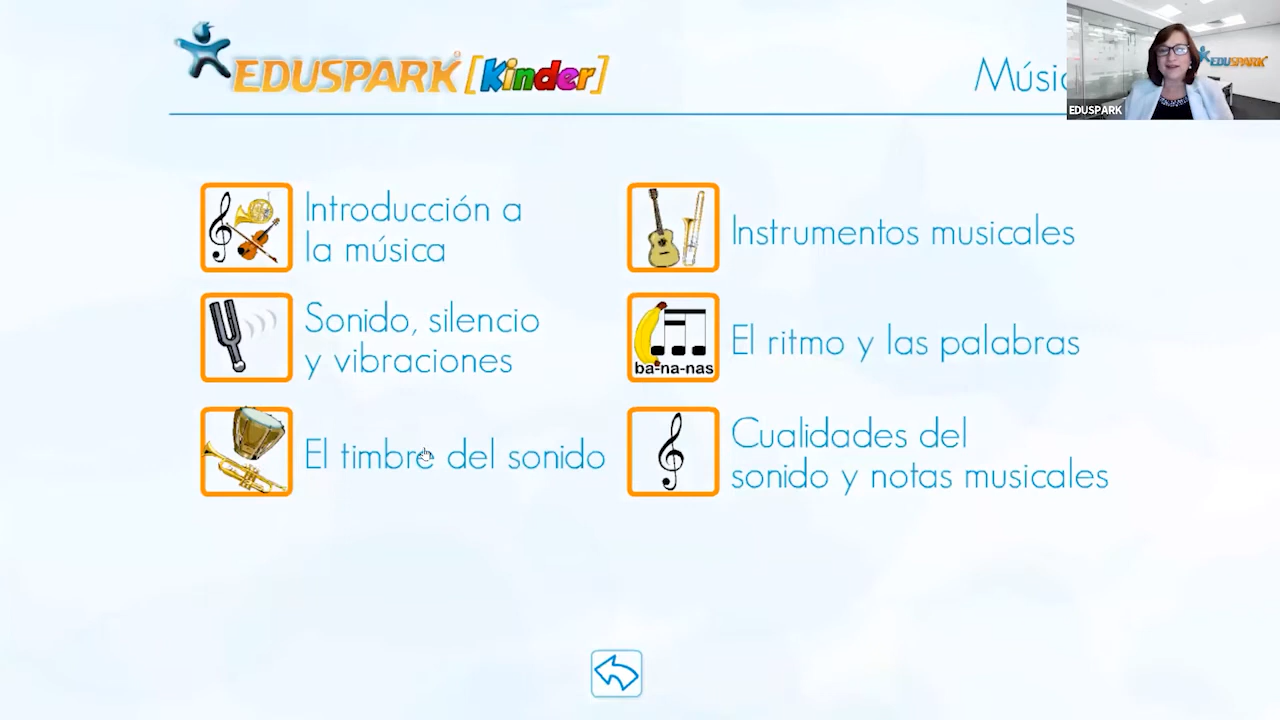 EDUSPARK [Kinder]
Músic
EDUSPARK
EDUSPARK
Introducción a
la música
Instrumentos musicales
Sonido, silencio
y vibraciones
ba-na-nas
El ritmo y las palabras
El timbre del sonido
Cualidades del
sonido y notas musicales